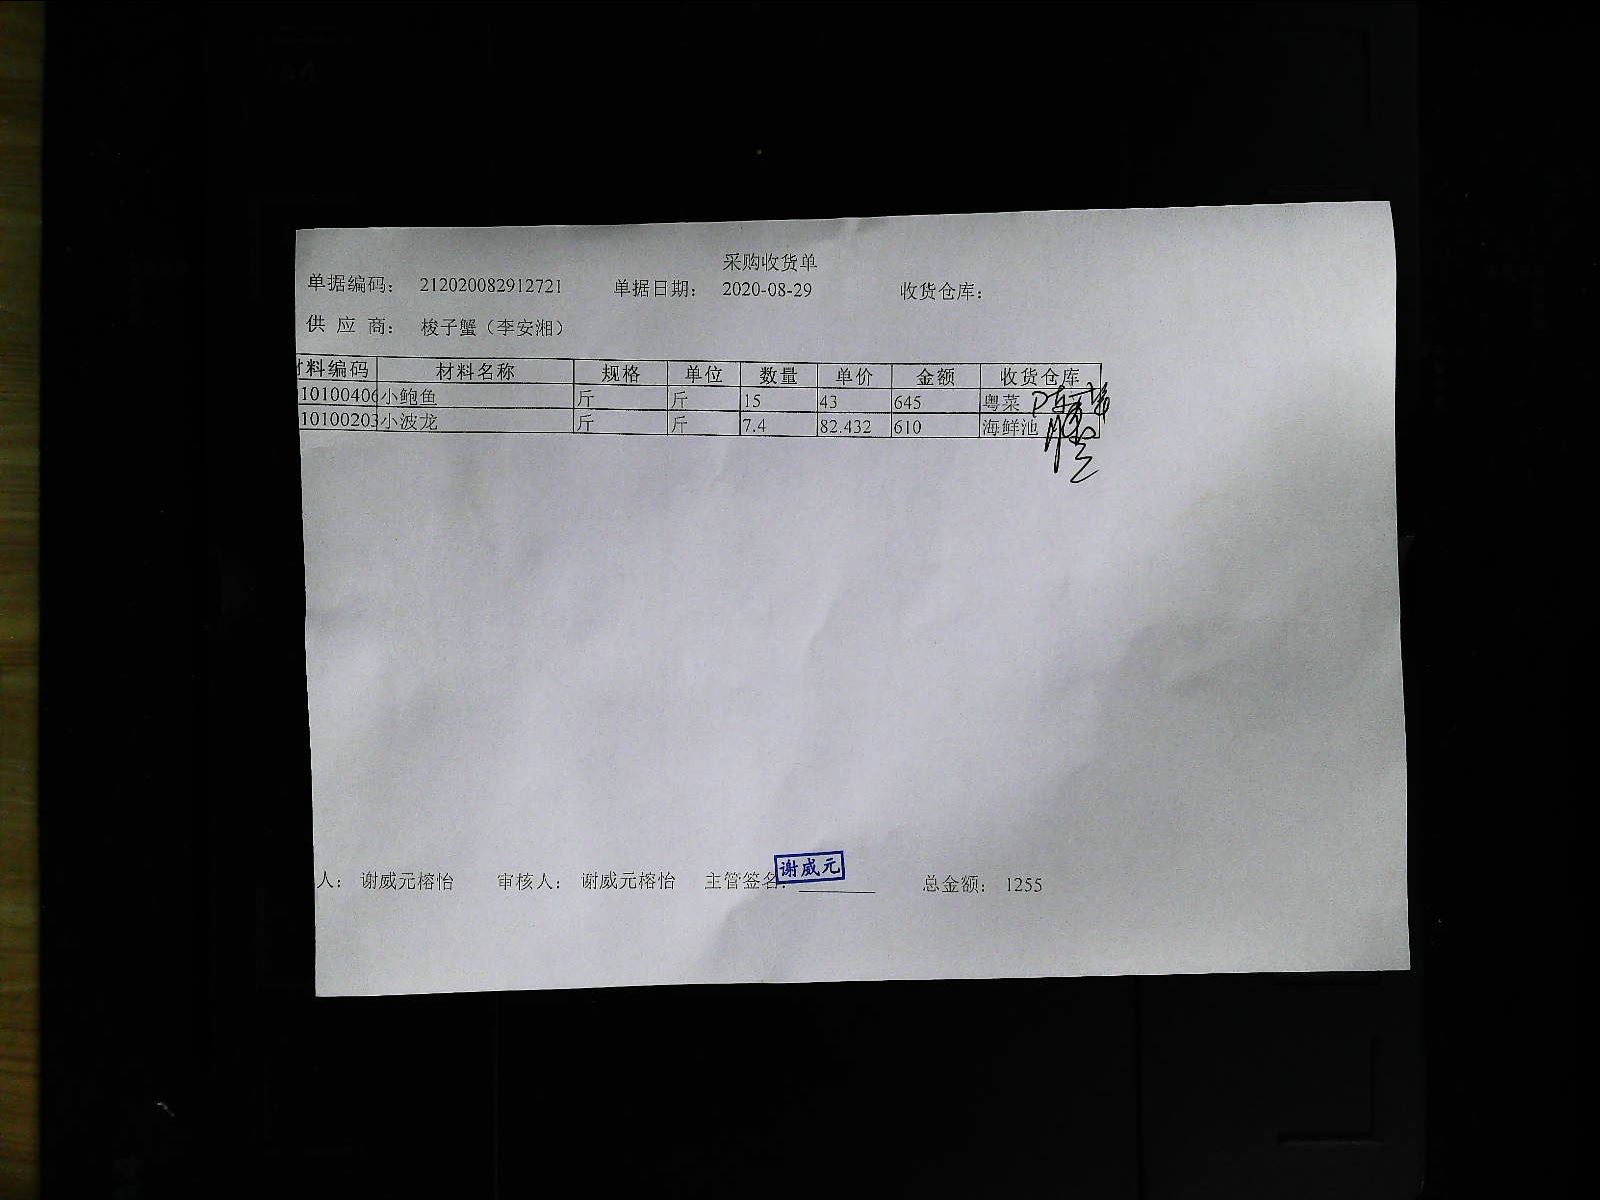 采购收货单
单据编码： 212020082912721 单据日期： 2020-08-29 收货仓库：
供 应 商： 梭子蟹（李安湘）
料编码 材料名称 规格 单位 数量 单价 金额 收货仓库
10100406 小鲍鱼 斤 斤 15 43 645 粤菜
10100203 小波龙 斤 斤 7.4 82.432 610 海鲜池
人： 谢威元榕怡 审核人： 谢威元榕怡 主管签名： 谢威元 总金额： 1255